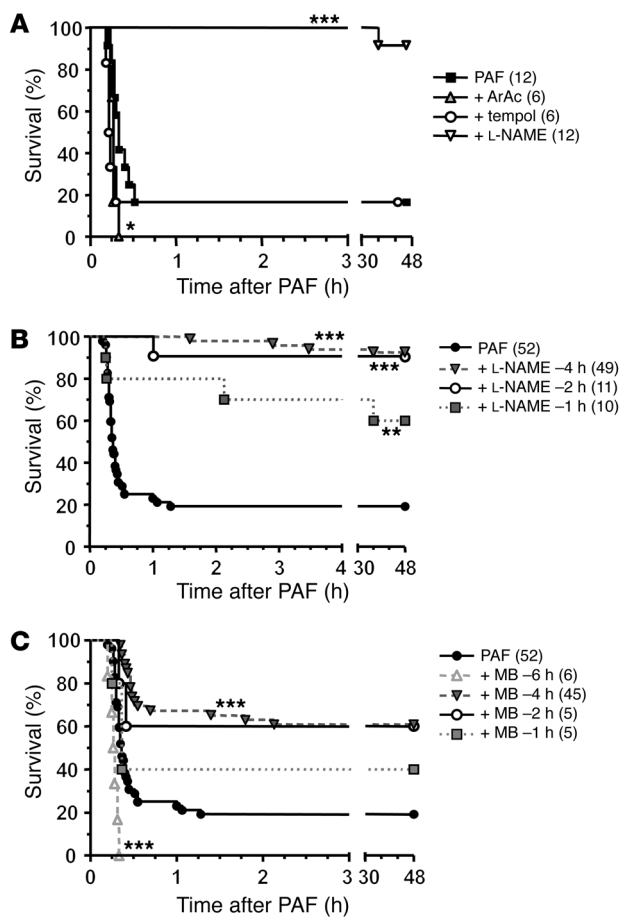 A
***
100
80
60
40
20
0
Survival (%)
*
0 1 2 3 30 48
Time after PAF (h)
PAF (12)
+ ArAc (6)
+ tempol (6)
+ L-NAME (12)
B
100
80
60
40
20
0
Survival (%)
***
***
**
0 1 2 3 4 30 48
Time after PAF (h)
PAF (52)
+ L-NAME –4 h (49)
+ L-NAME –2 h (11)
+ L-NAME –1 h (10)
C
100
80
60
40
20
0
Survival (%)
***
***
0 1 2 3 30 48
Time after PAF (h)
PAF (52)
+ MB –6 h (6)
+ MB –4 h (45)
+ MB –2 h (5)
+ MB –1 h (5)